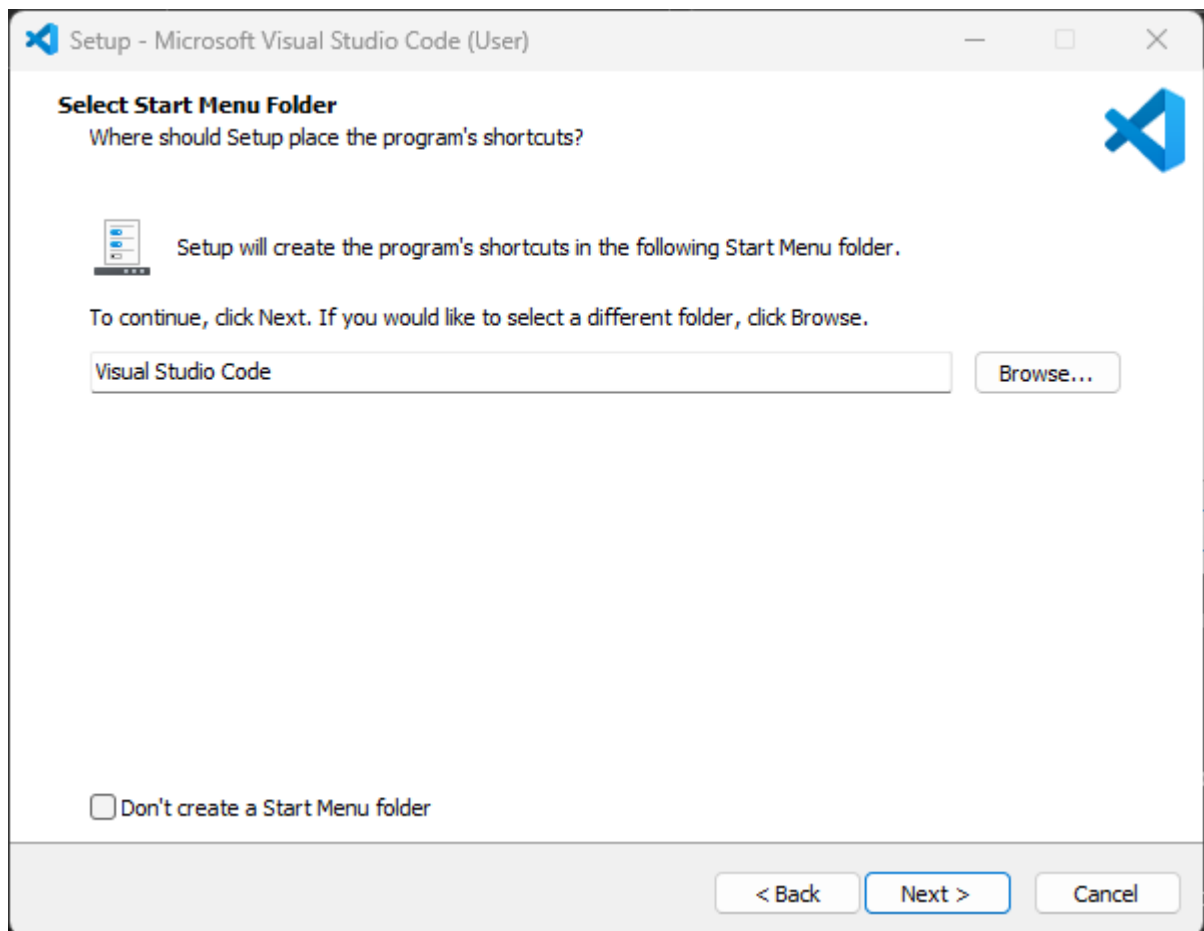 Setup - Microsoft Visual Studio Code (User)
Select Start Menu Folder
Where should Setup place the program's shortcuts?
Setup will create the program's shortcuts in the following Start Menu folder.
To continue, click Next. If you would like to select a different folder, click Browse.
Visual Studio Code
Browse...
Don't create a Start Menu folder
< Back
Next >
Cancel